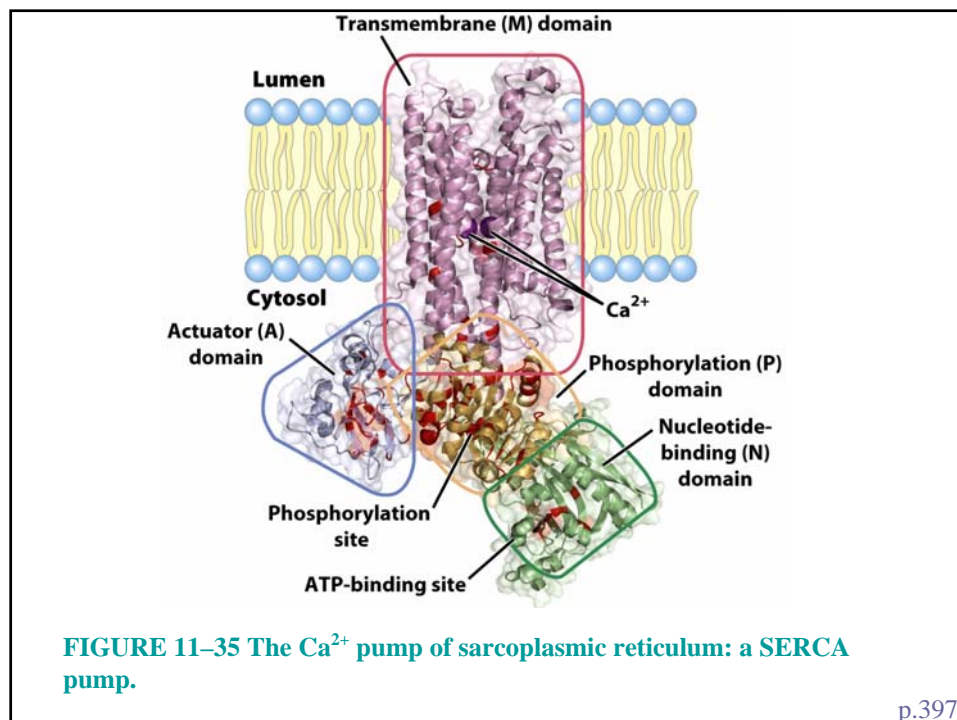 Transmembrane (M) domain
Lumen
Cytosol
Ca²⁺
Actuator (A)
domain
Phosphorylation (P)
domain
Nucleotide-
binding (N)
domain
Phosphorylation
site
ATP-binding site
FIGURE 11–35 The Ca²⁺ pump of sarcoplasmic reticulum: a SERCA
pump.
p.397